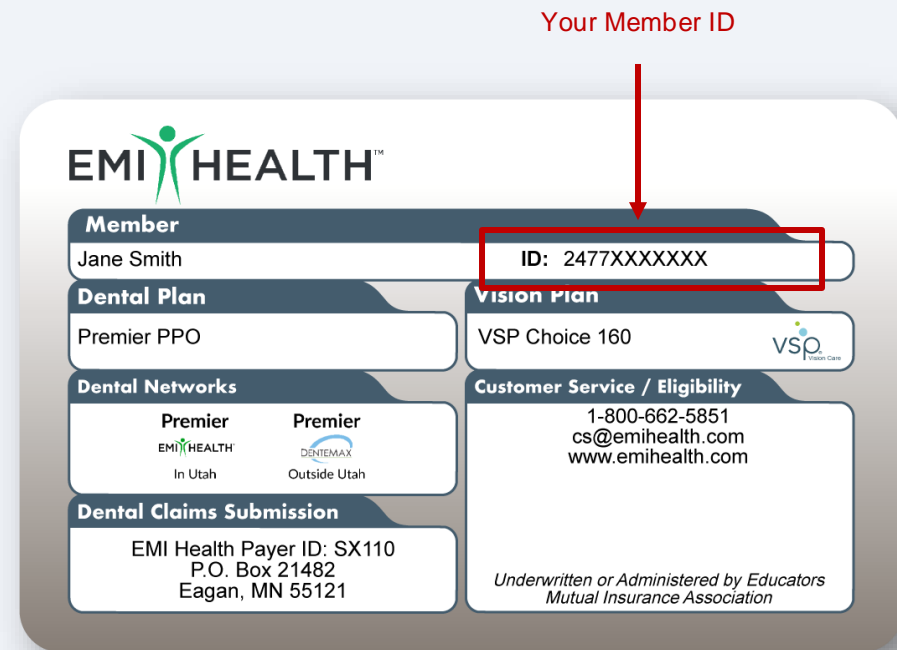 Your Member ID
EMI HEALTH™
Member
Jane Smith
ID: 2477XXXXXXX
Dental Plan
Premier PPO
Vision Plan
VSP Choice 160
vsp.
Vision Care
Dental Networks
Premier
EMI HEALTH
In Utah
Premier
DENTEMAX
Outside Utah
Customer Service / Eligibility
1-800-662-5851
cs@emihealth.com
www.emihealth.com
Dental Claims Submission
EMI Health Payer ID: SX110
P.O. Box 21482
Eagan, MN 55121
Underwritten or Administered by Educators
Mutual Insurance Association